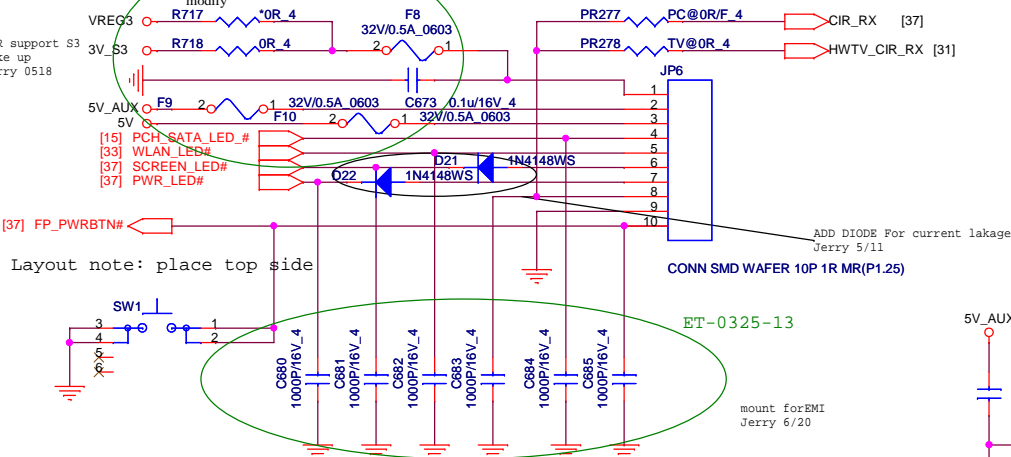 modify
VREG3
R717
*0R_4
F8
32V/0.5A_0603
R support S3
ke up
rry 0518
3V_S3
R718
0R_4
2
1
PR277
PC@0R/F_4
CIR_RX [37]
PR278
TV@0R_4
HWTV_CIR_RX [31]
JP6
C673 0.1u/16V_4
5V_AUX
F9
2
1
32V/0.5A_0603
5V
F10
2
1
32V/0.5A_0603
[15] PCH_SATA_LED_#
[33] WLAN_LED#
[37] SCREEN_LED#
[37] PWR_LED#
D21
1N4148WS
D22
1N4148WS
1
2
3
4
5
6
7
8
9
10
[37] FP_PWRBTN#
ADD DIODE For current lakage
Jerry 5/11
Layout note: place top side
CONN SMD WAFER 10P 1R MR(P1.25)
SW1
3
4
5
6
1
2
ET-0325-13
5V_AUX
C680
1000P/16V_4
C681
1000P/16V_4
C682
1000P/16V_4
C683
1000P/16V_4
C684
1000P/16V_4
C685
1000P/16V_4
mount forEMI
Jerry 6/20